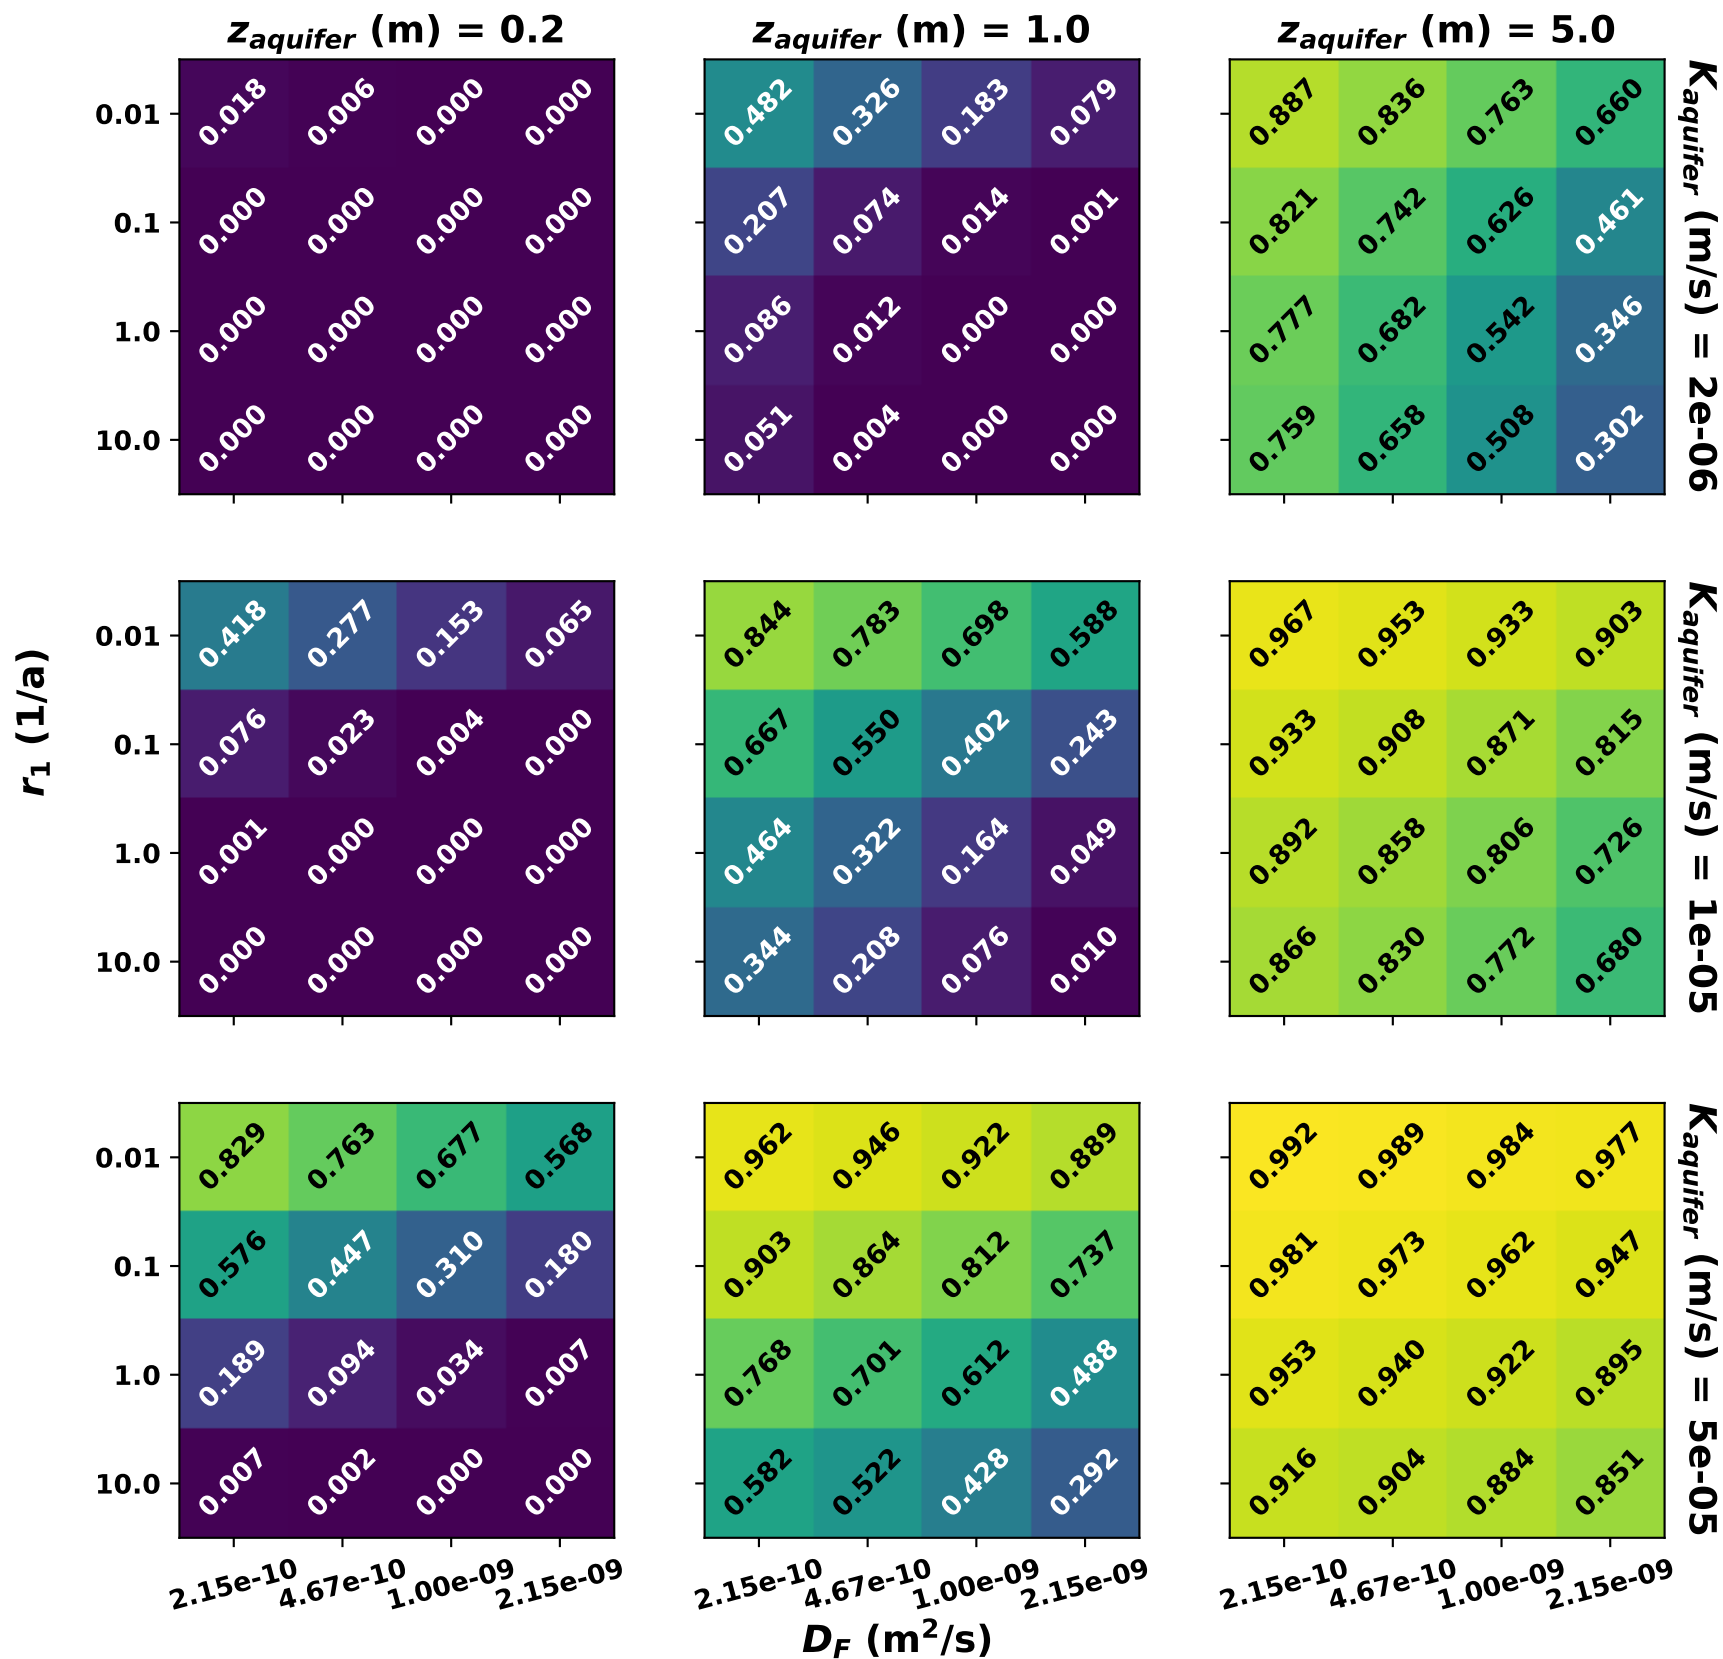 z_aquifer (m) = 0.2 z_aquifer (m) = 1.0 z_aquifer (m) = 5.0
0.01 0.018 0.006 0.000 0.000 0.482 0.326 0.183 0.079 0.887 0.836 0.763 0.660
0.1 0.000 0.000 0.000 0.000 0.207 0.074 0.014 0.001 0.821 0.742 0.626 0.461
1.0 0.000 0.000 0.000 0.000 0.086 0.012 0.000 0.000 0.777 0.682 0.542 0.346
10.0 0.000 0.000 0.000 0.000 0.051 0.004 0.000 0.000 0.759 0.658 0.508 0.302
K_aquifer (m/s) = 2e-06
r_1 (1/a)
0.01 0.418 0.277 0.153 0.065 0.844 0.783 0.698 0.588 0.967 0.953 0.933 0.903
0.1 0.076 0.023 0.004 0.000 0.667 0.550 0.402 0.243 0.933 0.908 0.871 0.815
1.0 0.001 0.000 0.000 0.000 0.464 0.322 0.164 0.049 0.892 0.858 0.806 0.726
10.0 0.000 0.000 0.000 0.000 0.344 0.208 0.076 0.010 0.866 0.830 0.772 0.680
K_aquifer (m/s) = 1e-05
0.01 0.829 0.763 0.677 0.568 0.962 0.946 0.922 0.889 0.992 0.989 0.984 0.977
0.1 0.576 0.447 0.310 0.180 0.903 0.864 0.812 0.737 0.981 0.973 0.962 0.947
1.0 0.189 0.094 0.034 0.007 0.768 0.701 0.612 0.488 0.953 0.940 0.922 0.895
10.0 0.007 0.002 0.000 0.000 0.582 0.522 0.428 0.292 0.916 0.904 0.884 0.851
K_aquifer (m/s) = 5e-05
2.15e-10 4.67e-10 1.00e-09 2.15e-09 2.15e-10 4.67e-10 1.00e-09 2.15e-09 2.15e-10 4.67e-10 1.00e-09 2.15e-09
D_F (m²/s)